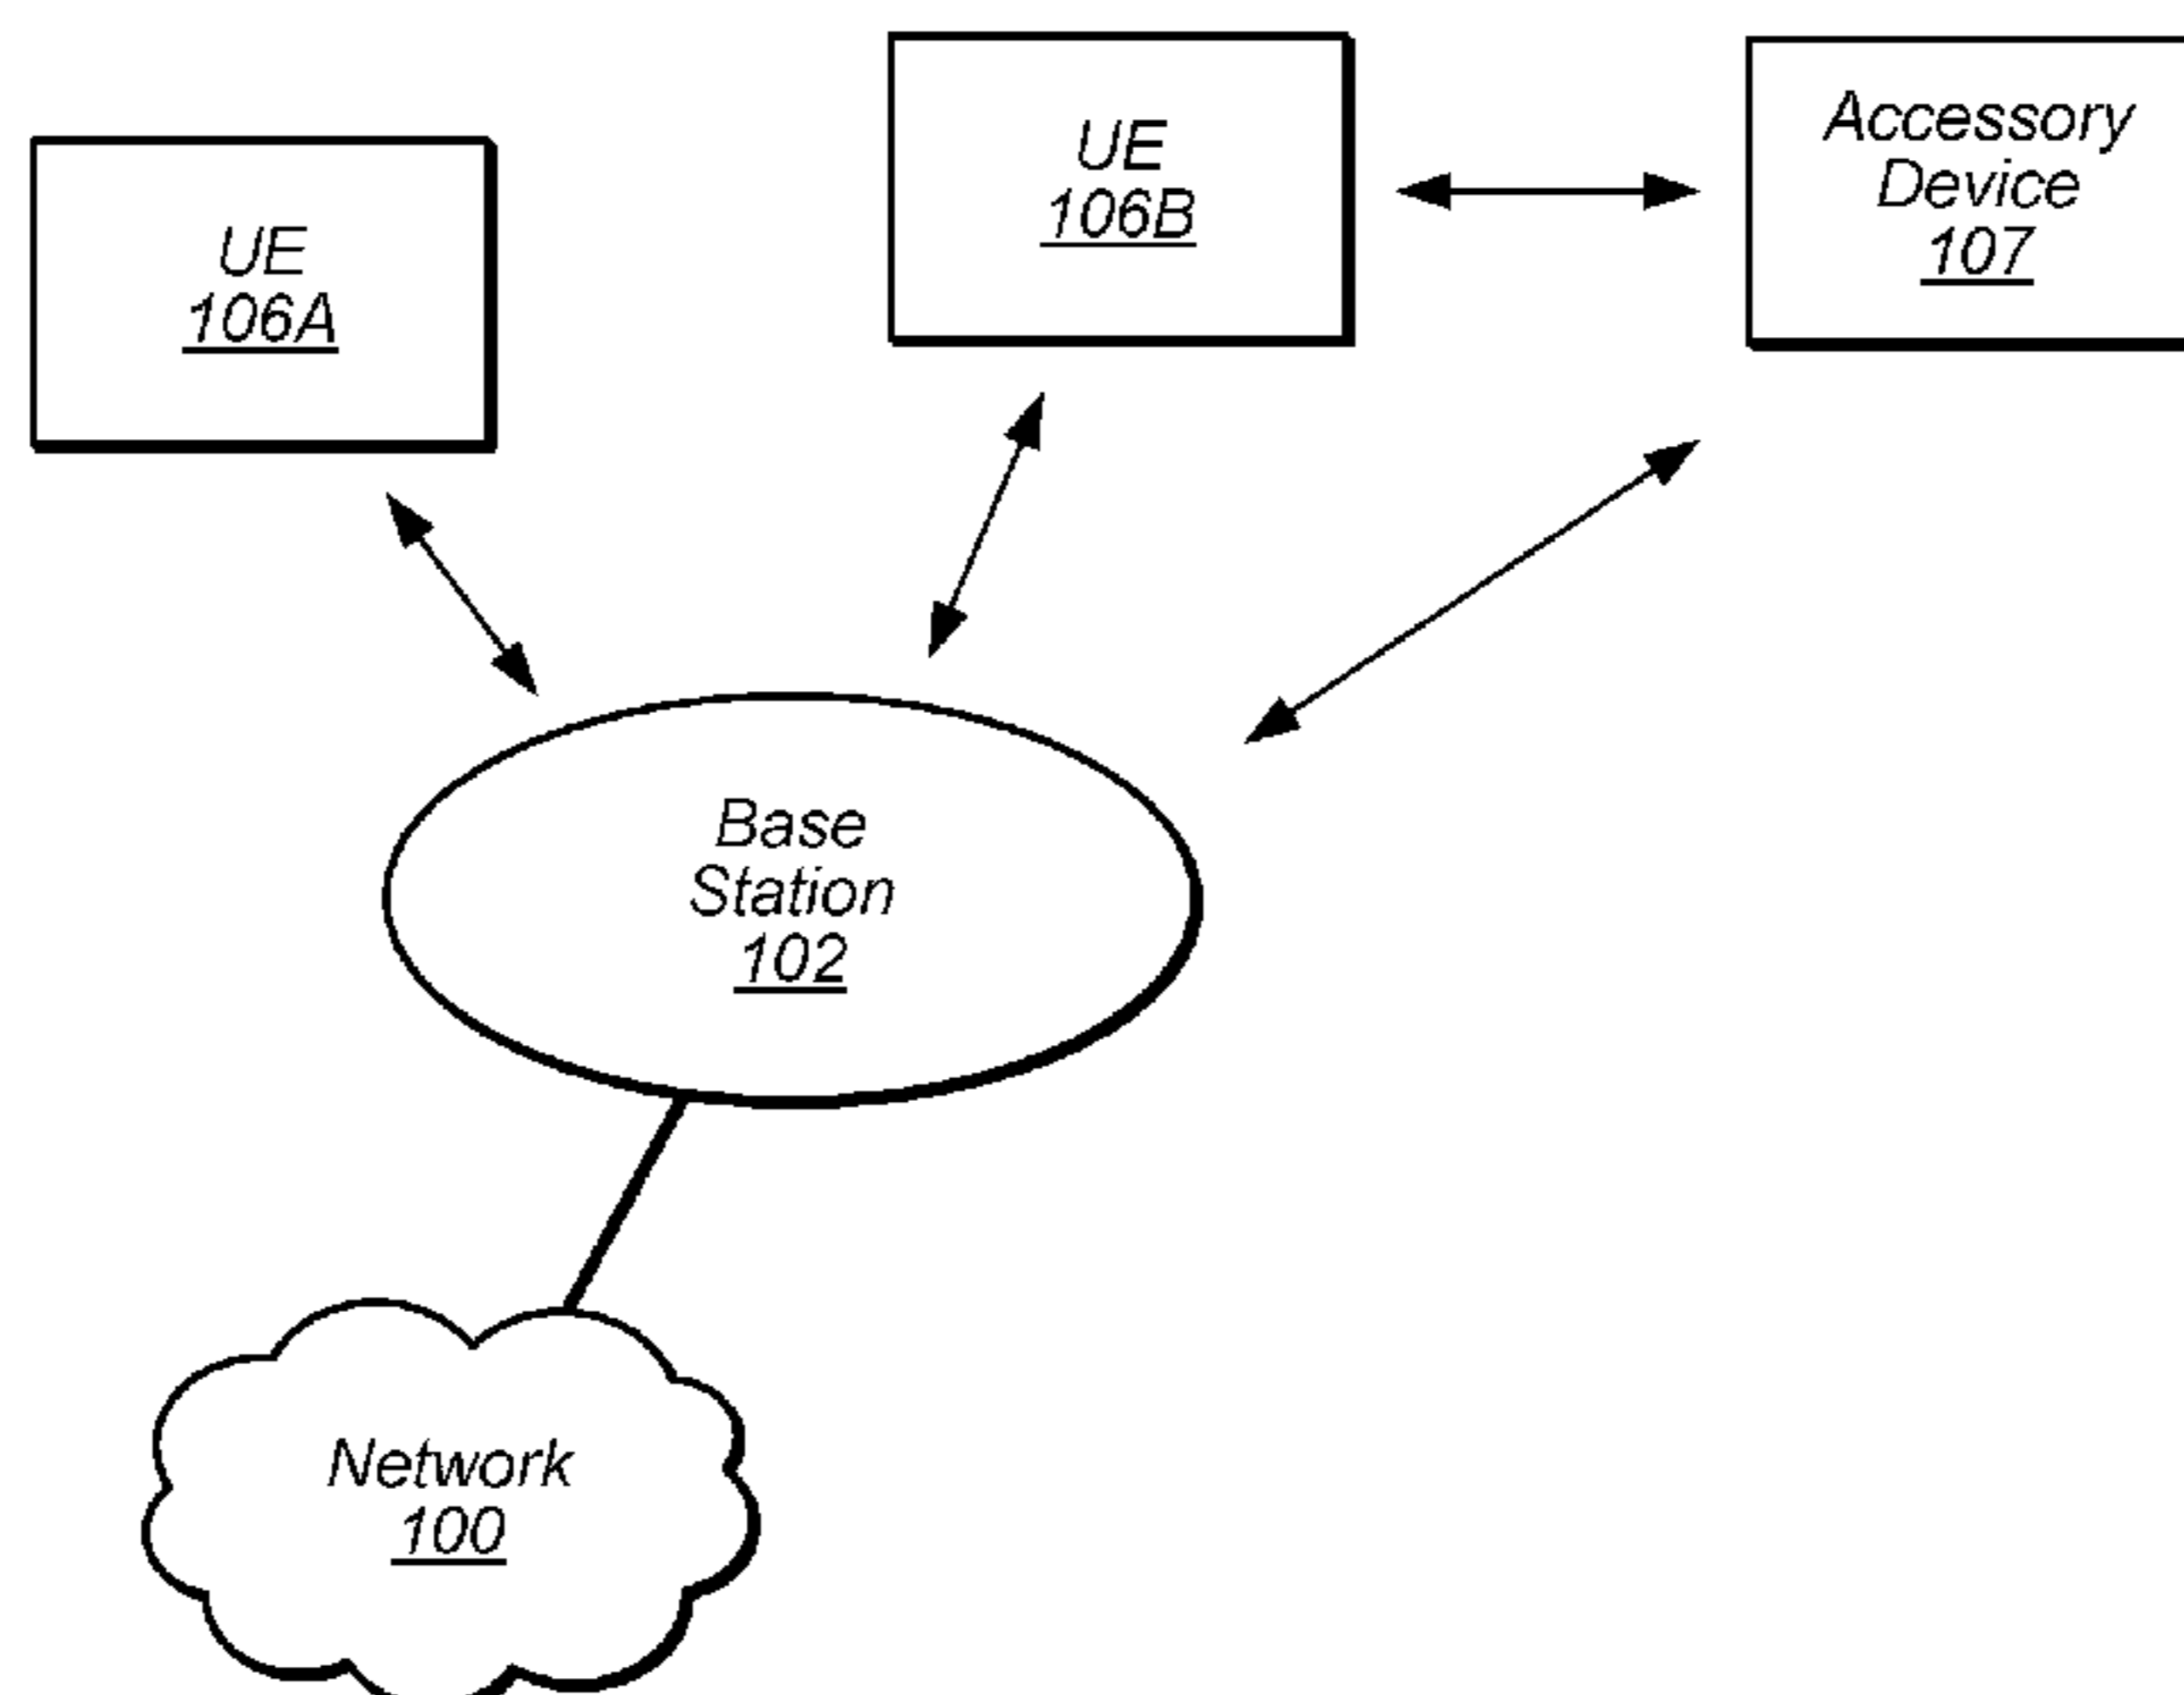 UE
106A
UE
106B
Accessory
Device
107
Base
Station
102
Network
100